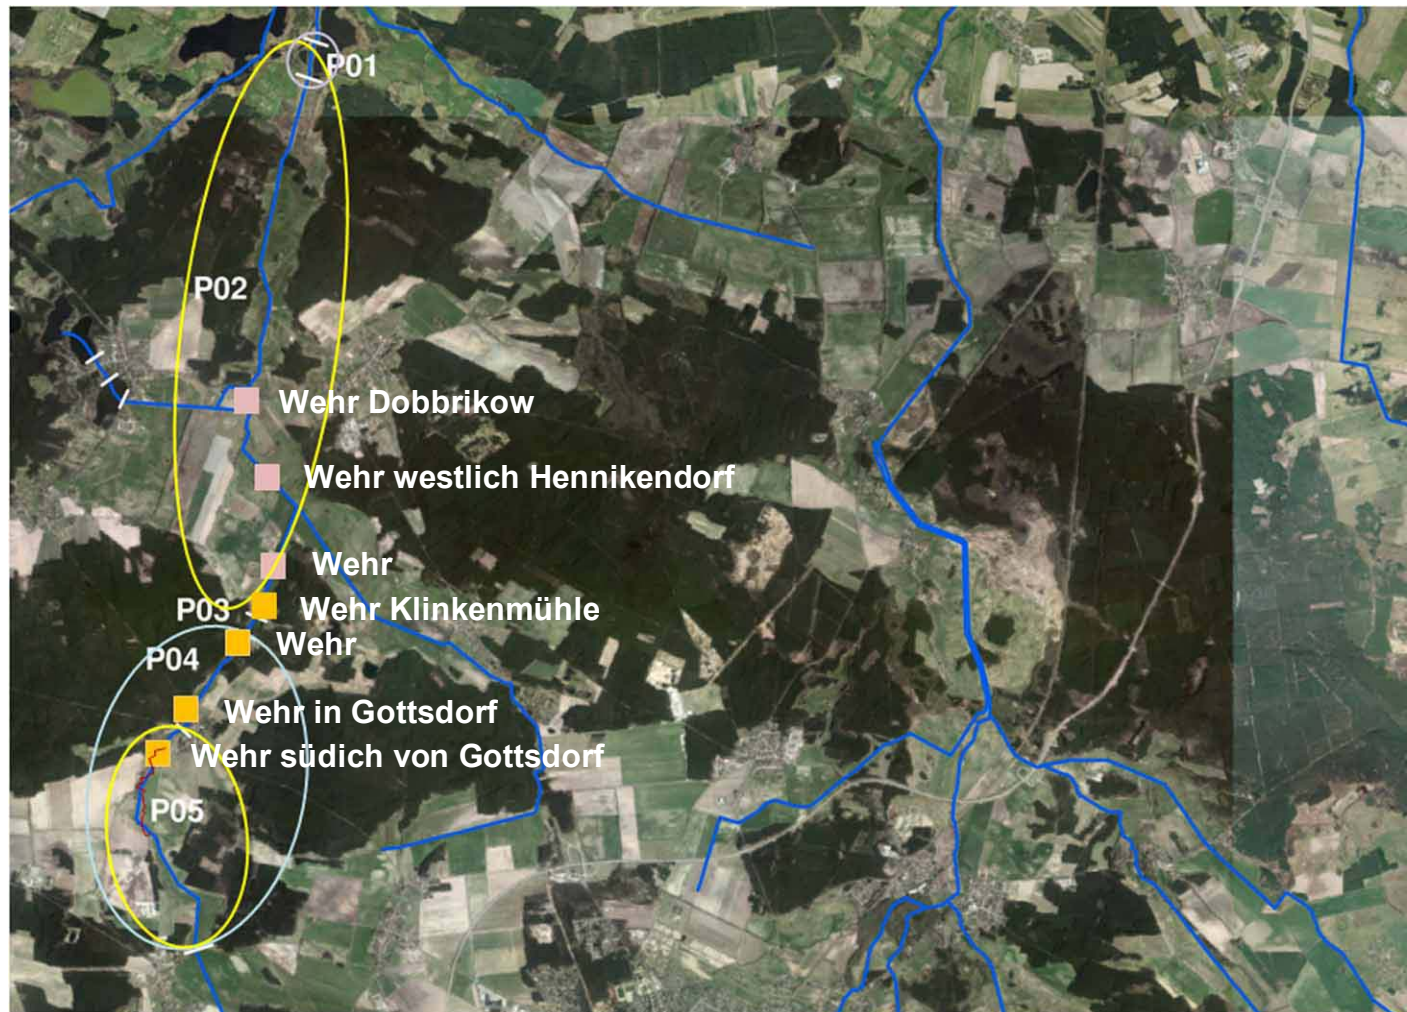 P01
P02
Wehr Dobbrikow
Wehr westlich Hennikendorf
Wehr
P03
Wehr Klinkenmühle
Wehr
P04
Wehr in Gottsdorf
Wehr südich von Gottsdorf
P05